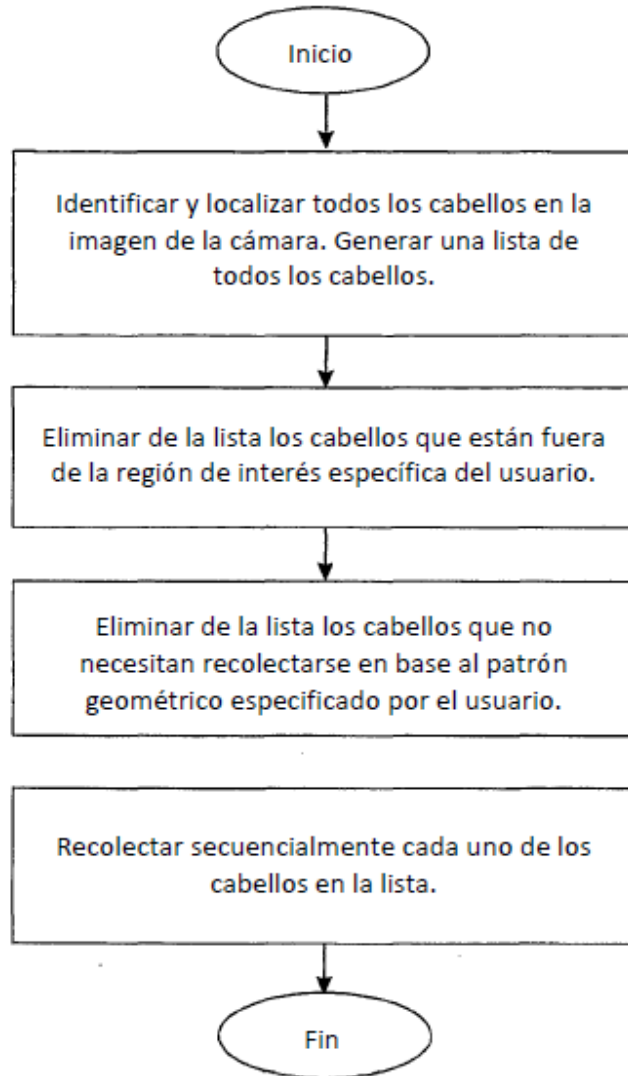 Inicio
Identificar y localizar todos los cabellos en la
imagen de la cámara. Generar una lista de
todos los cabellos.
Eliminar de la lista los cabellos que están fuera
de la región de interés específica del usuario.
Eliminar de la lista los cabellos que no
necesitan recolectarse en base al patrón
geométrico especificado por el usuario.
Recolectar secuencialmente cada uno de los
cabellos en la lista.
Fin